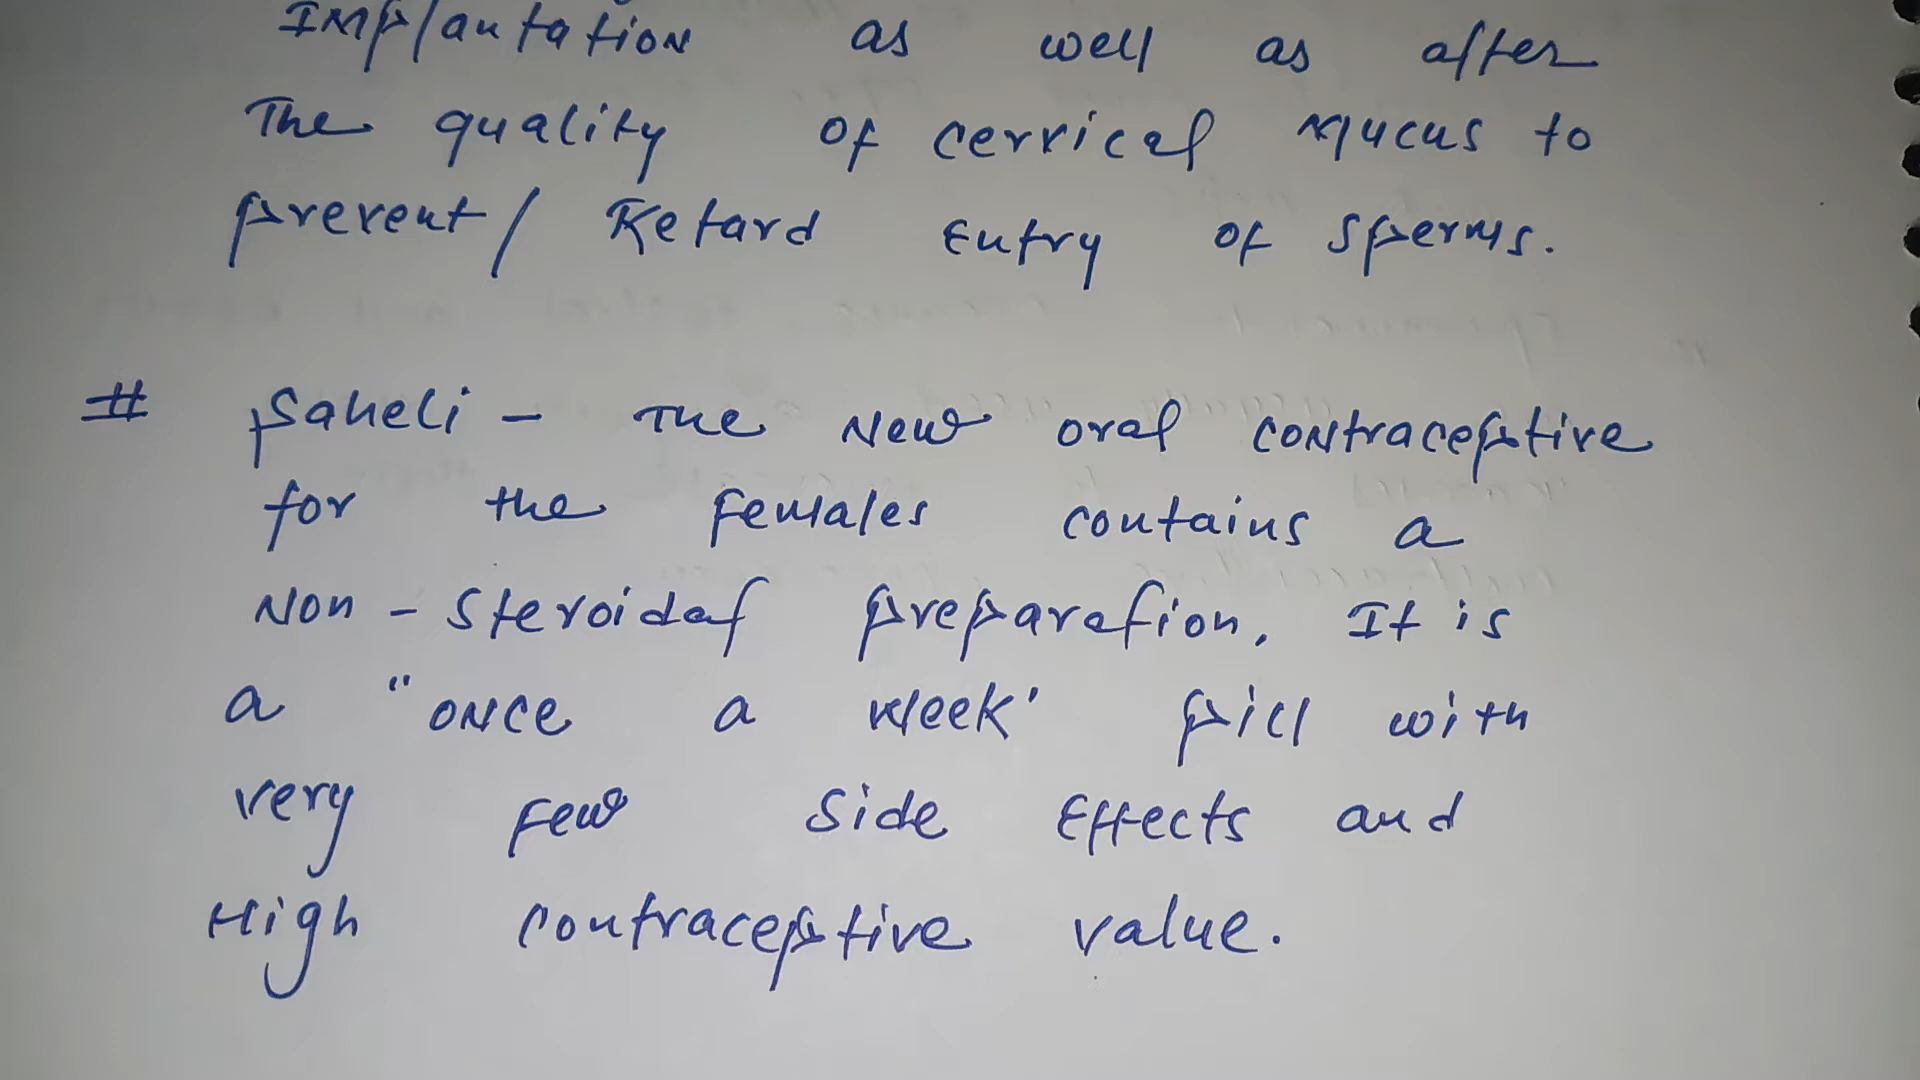 Implantation as well as after
The quality of cervical Mucus to
prevent / Retard Entry of sperms.
# Saheli - The New oral contraceptive
for the females contains a
Non - Steroidal preparation. It is
a "once a week' pill with
very few side Effects and
High contraceptive value.